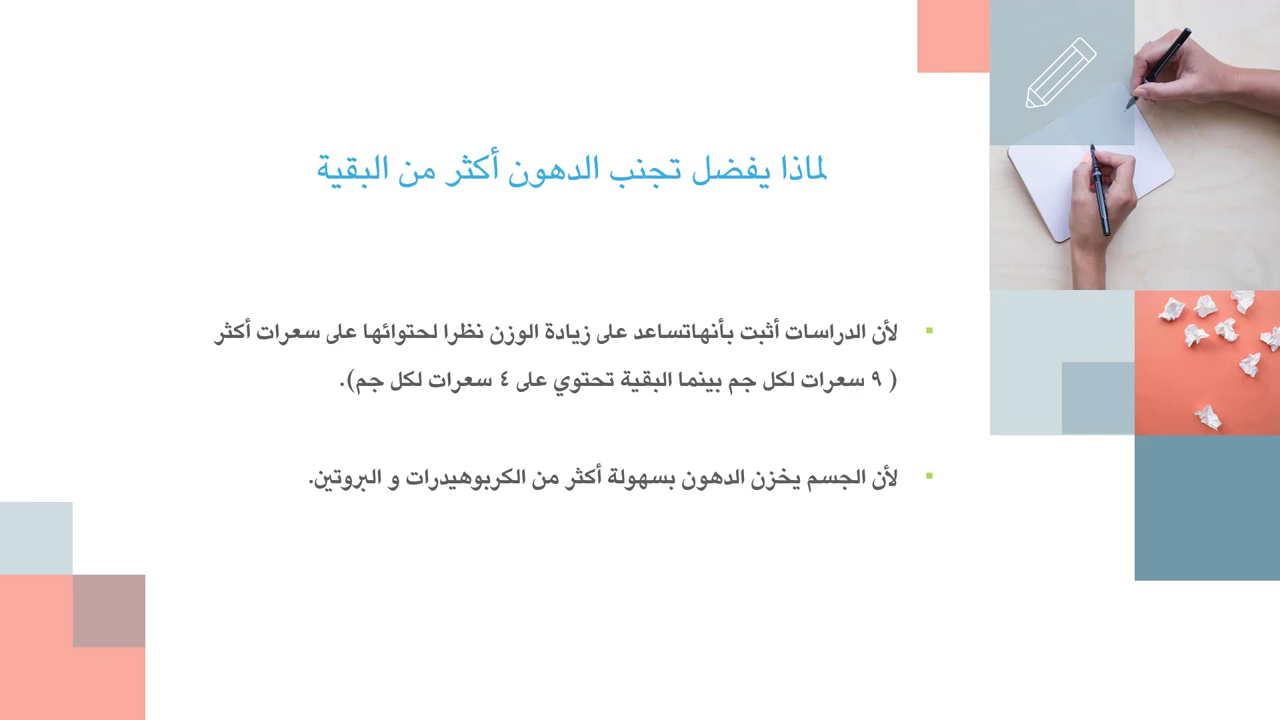 لماذا يفضل تجنب الدهون أكثر من البقية
▪ لأن الدراسات أثبت بأنهاتساعد على زيادة الوزن نظرا لحتوائها على سعرات أكثر
( ٩ سعرات لكل جم بينما البقية تحتوي على ٤ سعرات لكل جم).
▪ لأن الجسم يخزن الدهون بسهولة أكثر من الكربوهيدرات و البروتين.